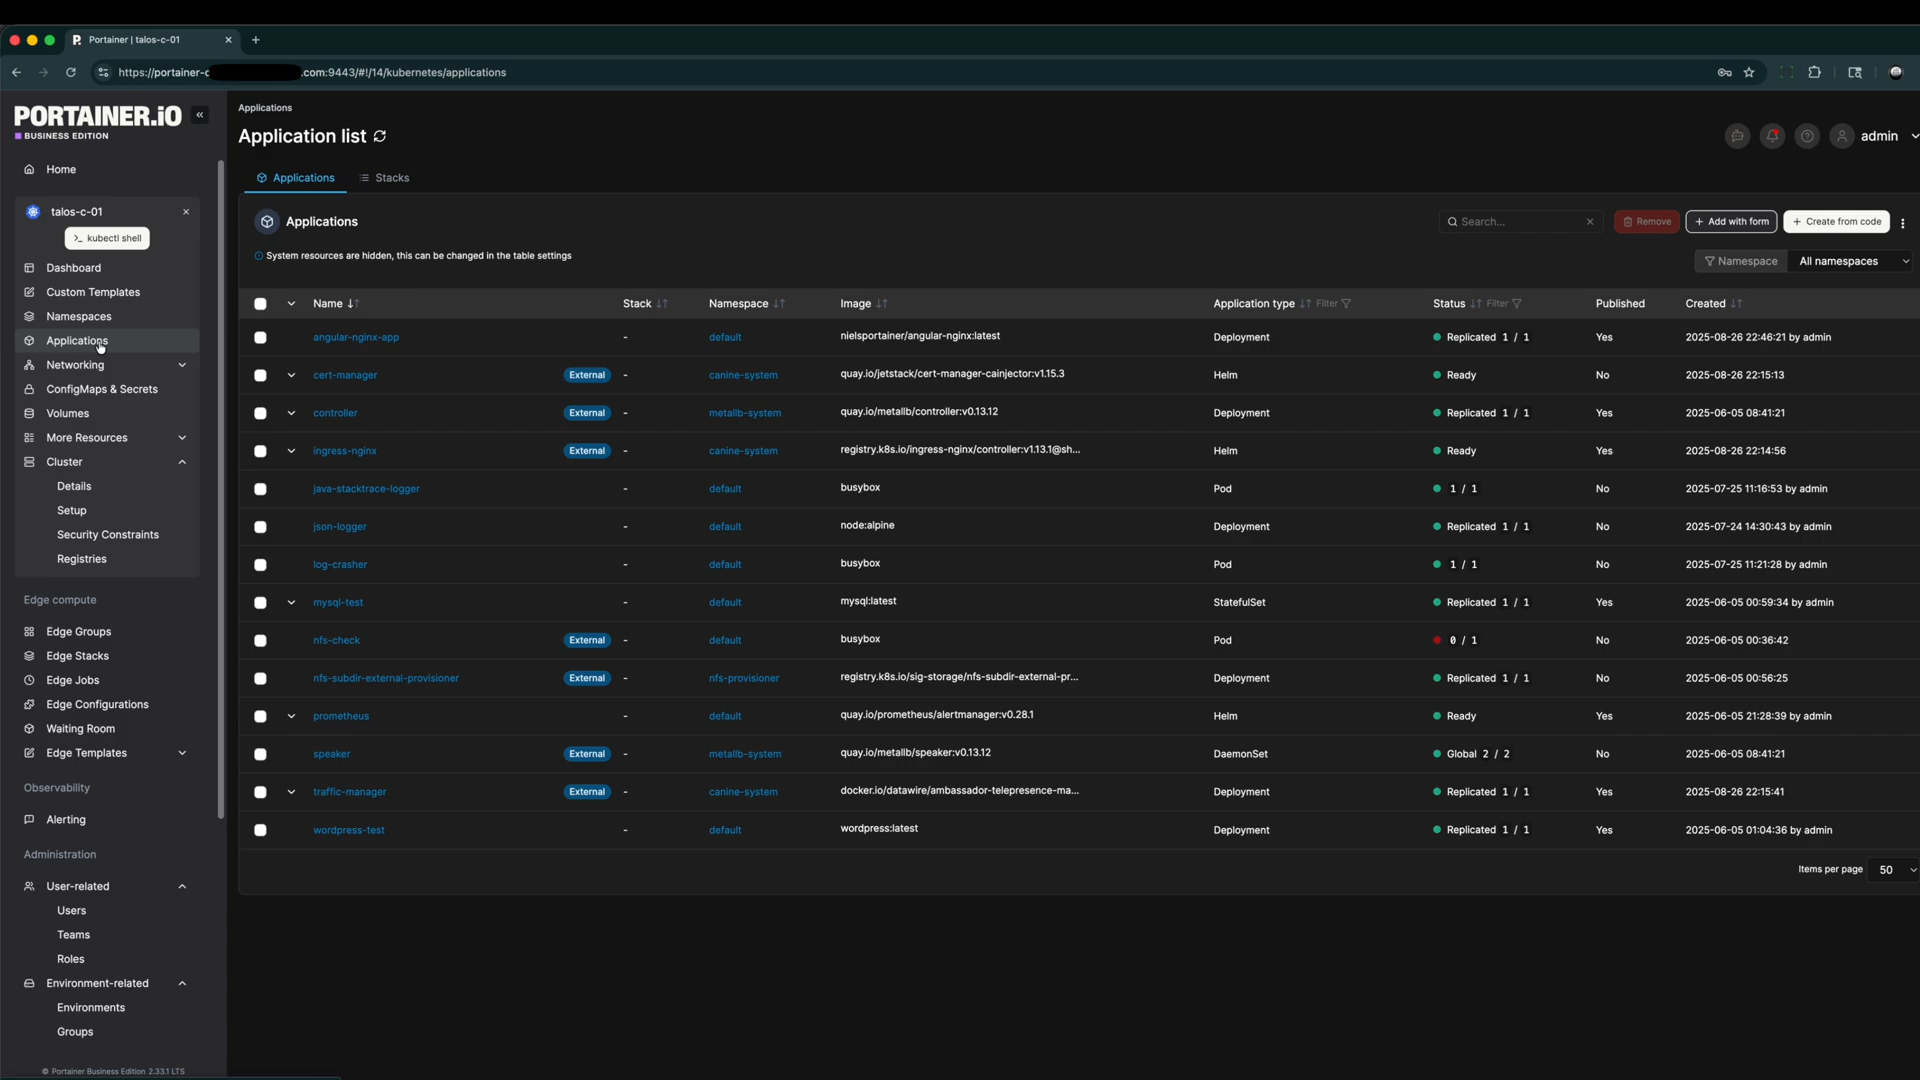 Portainer | talos-c-01
https://portainer-c .com:9443/#!/14/kubernetes/applications
PORTAINER.iO
BUSINESS EDITION
Home
talos-c-01
>_ kubectl shell
Dashboard
Custom Templates
Namespaces
Applications
Networking
ConfigMaps & Secrets
Volumes
More Resources
Cluster
Details
Setup
Security Constraints
Registries
Edge compute
Edge Groups
Edge Stacks
Edge Jobs
Edge Configurations
Waiting Room
Edge Templates
Observability
Alerting
Administration
User-related
Users
Teams
Roles
Environment-related
Environments
Groups
© Portainer Business Edition 2.33.1 LTS
Applications
Application list
admin
Applications Stacks
Applications
Search... Remove + Add with form + Create from code
System resources are hidden, this can be changed in the table settings
Namespace All namespaces
Name Stack Namespace Image Application type Filter Status Filter Published Created
angular-nginx-app - default nielsportainer/angular-nginx:latest Deployment Replicated 1 / 1 Yes 2025-08-26 22:46:21 by admin
cert-manager External - canine-system quay.io/jetstack/cert-manager-cainjector:v1.15.3 Helm Ready No 2025-08-26 22:15:13
controller External - metallb-system quay.io/metallb/controller:v0.13.12 Deployment Replicated 1 / 1 Yes 2025-06-05 08:41:21
ingress-nginx External - canine-system registry.k8s.io/ingress-nginx/controller:v1.13.1@sh... Helm Ready Yes 2025-08-26 22:14:56
java-stacktrace-logger - default busybox Pod 1 / 1 No 2025-07-25 11:16:53 by admin
json-logger - default node:alpine Deployment Replicated 1 / 1 No 2025-07-24 14:30:43 by admin
log-crasher - default busybox Pod 1 / 1 No 2025-07-25 11:21:28 by admin
mysql-test - default mysql:latest StatefulSet Replicated 1 / 1 Yes 2025-06-05 00:59:34 by admin
nfs-check External - default busybox Pod 0 / 1 No 2025-06-05 00:36:42
nfs-subdir-external-provisioner External - nfs-provisioner registry.k8s.io/sig-storage/nfs-subdir-external-pr... Deployment Replicated 1 / 1 No 2025-06-05 00:56:25
prometheus - default quay.io/prometheus/alertmanager:v0.28.1 Helm Ready Yes 2025-06-05 21:28:39 by admin
speaker External - metallb-system quay.io/metallb/speaker:v0.13.12 DaemonSet Global 2 / 2 No 2025-06-05 08:41:21
traffic-manager External - canine-system docker.io/datawire/ambassador-telepresence-ma... Deployment Replicated 1 / 1 Yes 2025-08-26 22:15:41
wordpress-test - default wordpress:latest Deployment Replicated 1 / 1 Yes 2025-06-05 01:04:36 by admin
Items per page 50